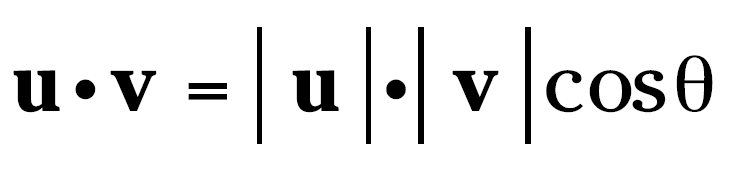 u•v = | u |•| v |cosθ